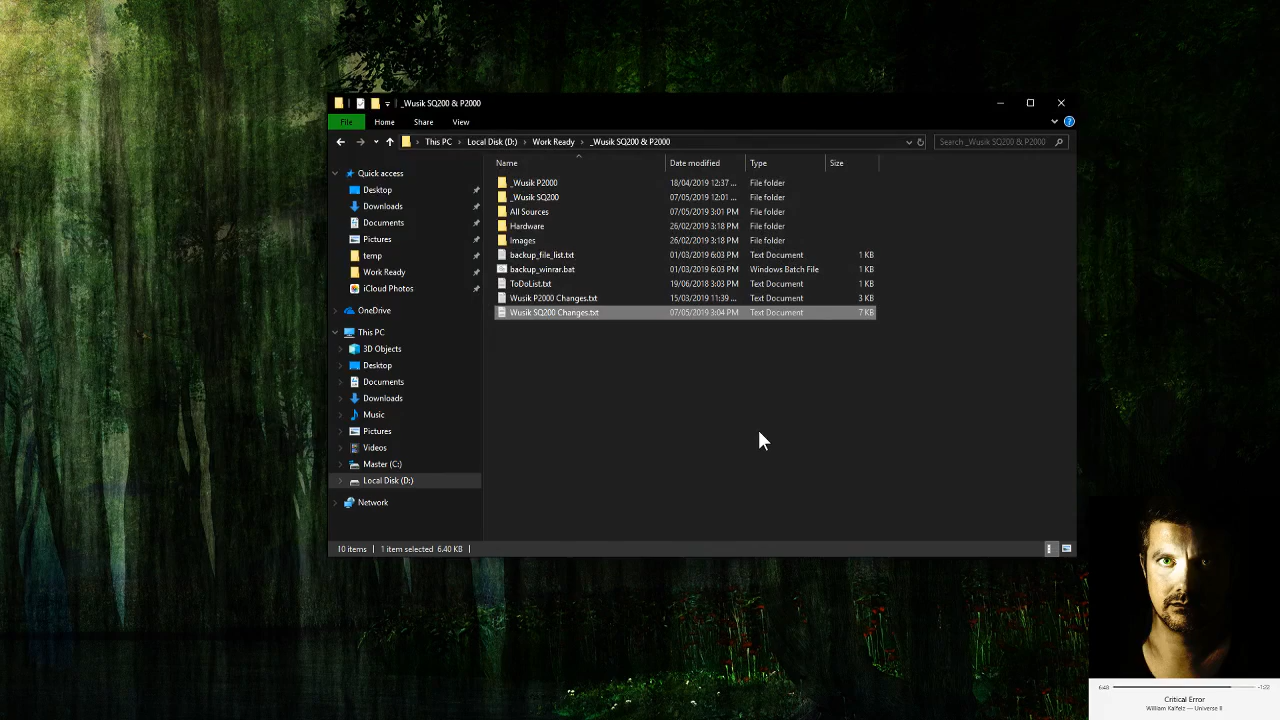 _Wusik SQ200 & P2000
File Home Share View
This PC Local Disk (D:) Work Ready _Wusik SQ200 & P2000 Search _Wusik SQ200 & P2000
Name Date modified Type Size
Quick access
Desktop
Downloads
Documents
Pictures
temp
Work Ready
iCloud Photos
OneDrive
This PC
3D Objects
Desktop
Documents
Downloads
Music
Pictures
Videos
Master (C:)
Local Disk (D:)
Network
_Wusik P2000 18/04/2019 12:37 ... File folder
_Wusik SQ200 07/05/2019 12:01 ... File folder
All Sources 07/05/2019 3:01 PM File folder
Hardware 26/02/2019 3:18 PM File folder
Images 26/02/2019 3:18 PM File folder
backup_file_list.txt 01/03/2019 6:03 PM Text Document 1 KB
backup_winrar.bat 01/03/2019 6:03 PM Windows Batch File 1 KB
ToDoList.txt 19/06/2018 3:03 PM Text Document 1 KB
Wusik P2000 Changes.txt 15/03/2019 11:39 ... Text Document 3 KB
Wusik SQ200 Changes.txt 07/05/2019 3:04 PM Text Document 7 KB
10 items 1 item selected 6.40 KB
Critical Error